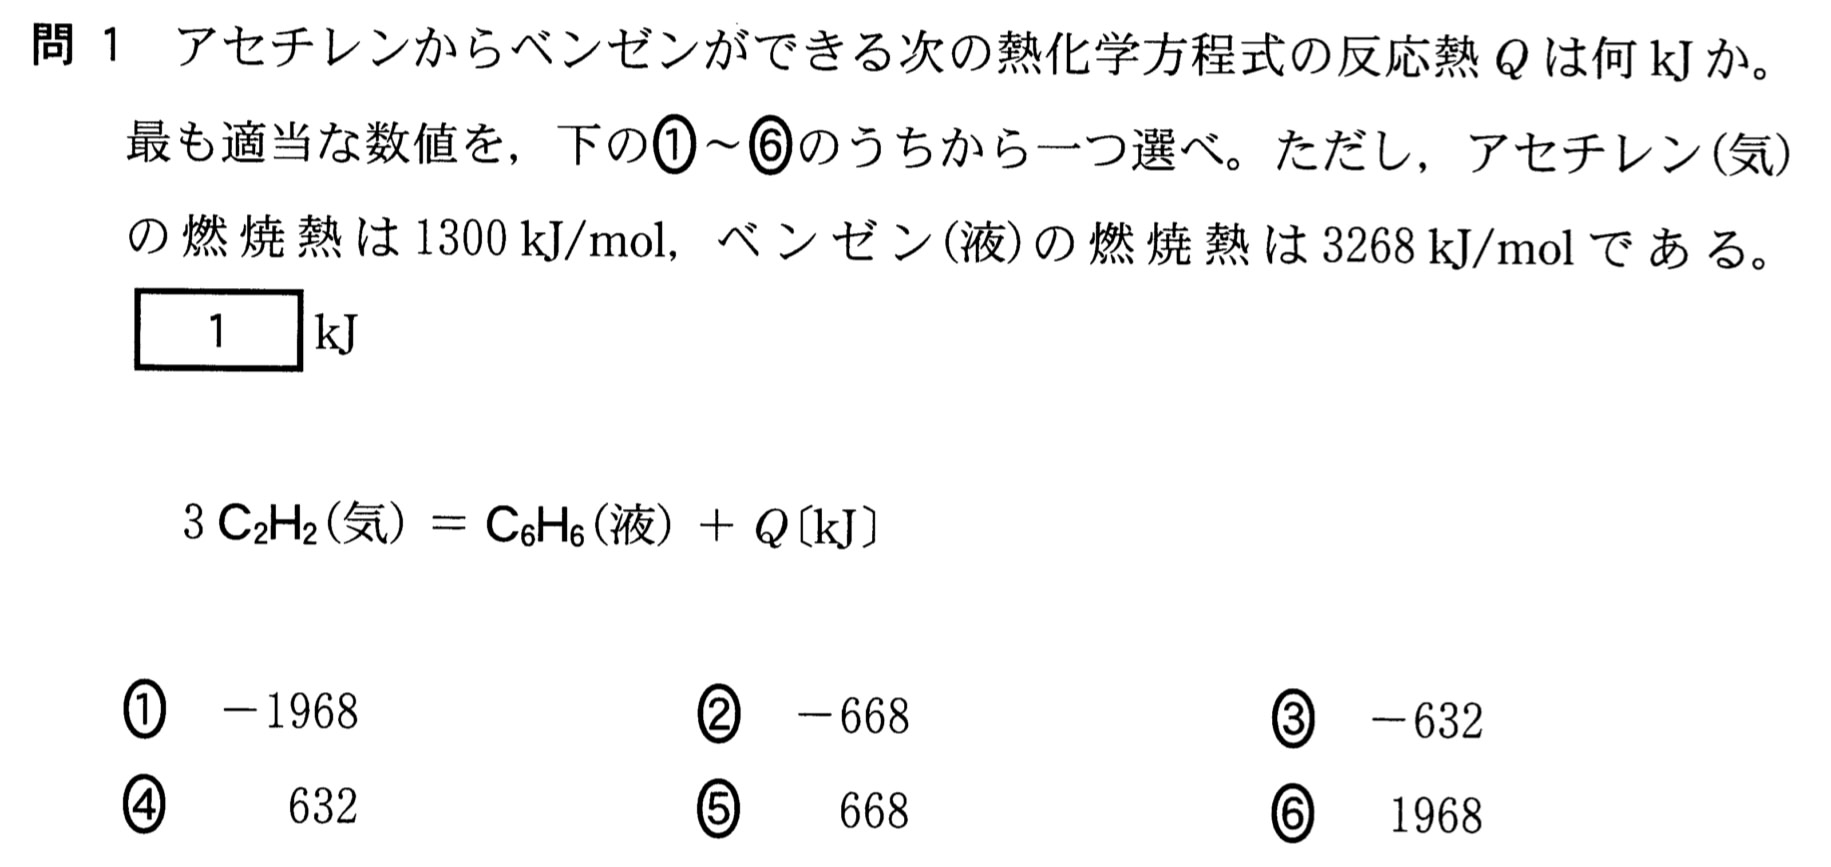 問 1 アセチレンからベンゼンができる次の熱化学方程式の反応熱 Q は何 kJ か。
最も適当な数値を，下の①～⑥のうちから一つ選べ。ただし，アセチレン(気)
の燃焼熱は 1300 kJ/mol，ベンゼン(液)の燃焼熱は 3268 kJ/mol である。
1 kJ
3 C₂H₂(気) ＝ C₆H₆(液) ＋ Q〔kJ〕
① －1968 ② －668 ③ －632
④ 632 ⑤ 668 ⑥ 1968